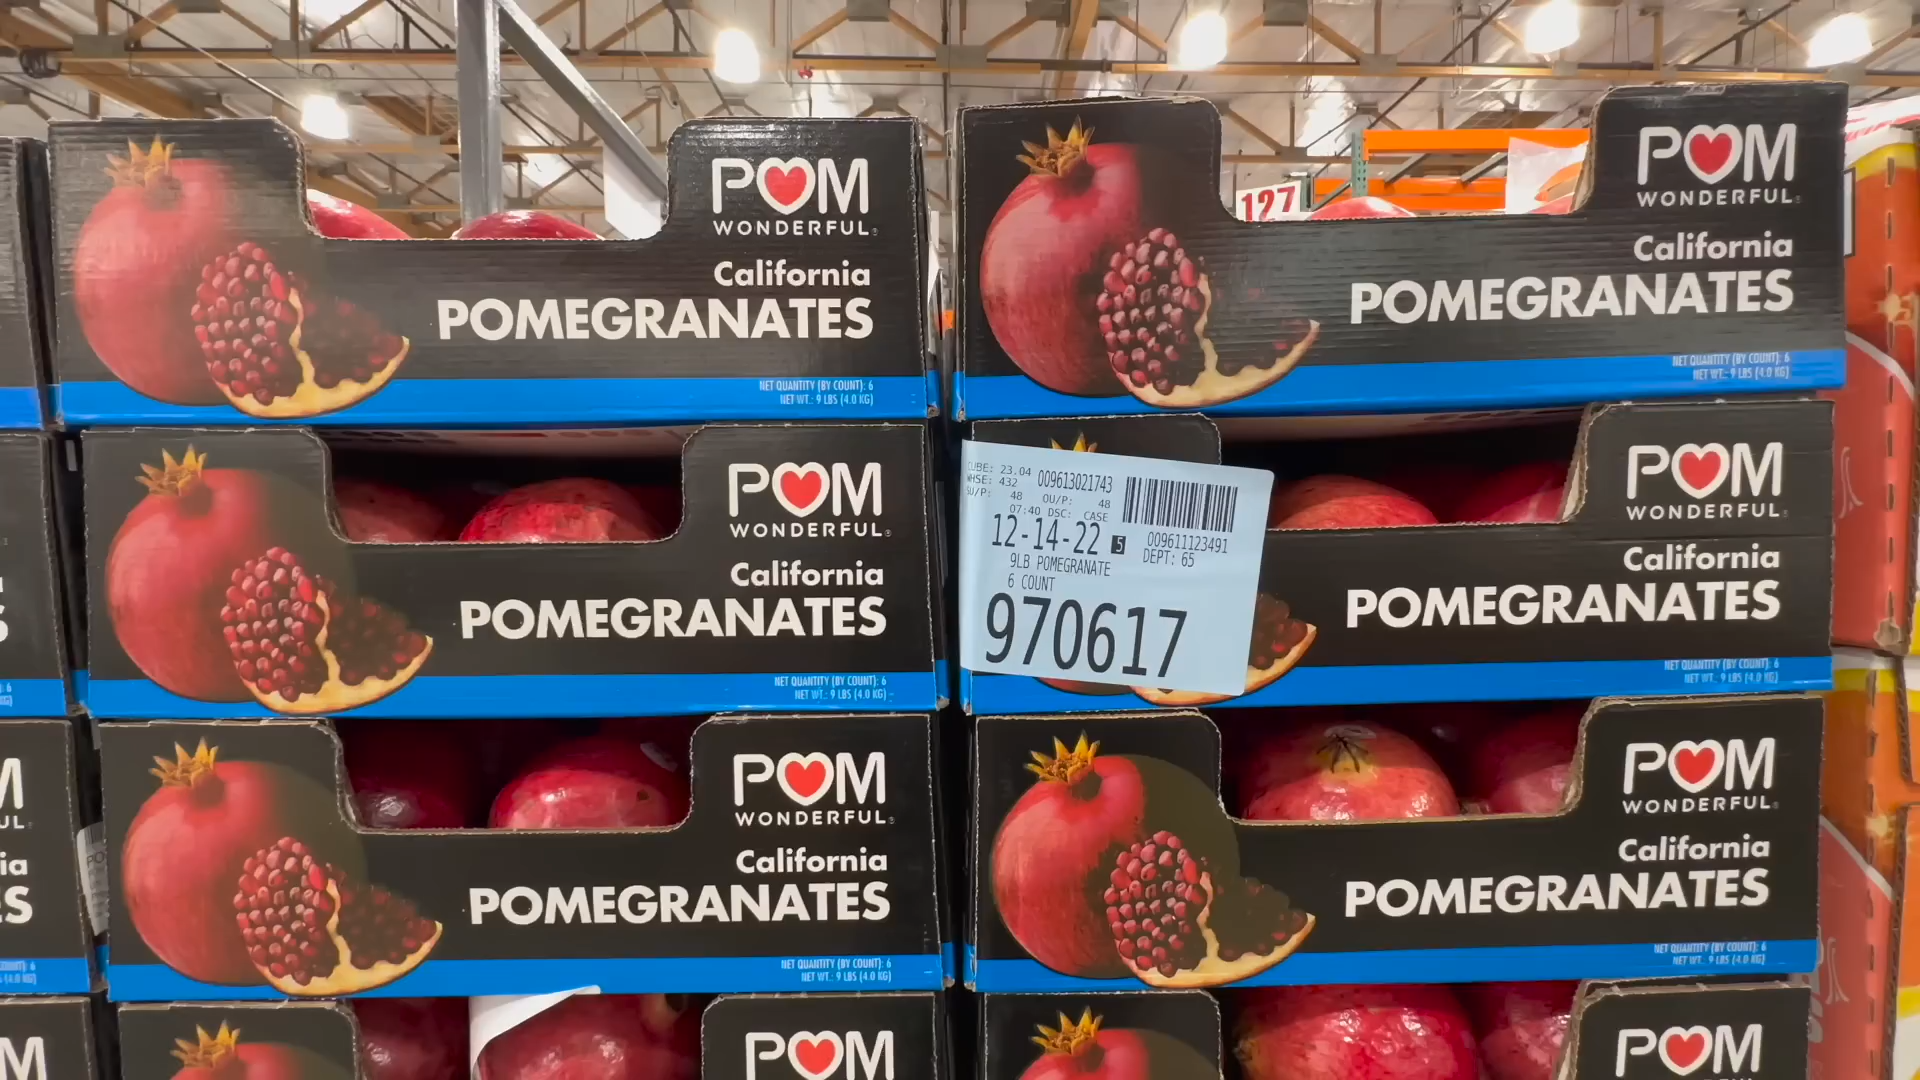 POM
WONDERFUL
California
POMEGRANATES
NET QUANTITY (BY COUNT): 6
NET WT.: 9 LBS (4.0 KG)
127
POM
WONDERFUL
California
POMEGRANATES
NET QUANTITY (BY COUNT): 6
NET WT.: 9 LBS (4.0 KG)
POM
WONDERFUL
California
POMEGRANATES
NET QUANTITY (BY COUNT): 6
NET WT.: 9 LBS (4.0 KG)
CUBE: 23.04 009613021743
WHSE: 432
SU/P: 48 OU/P: 48
07:40 DSC: CASE
12-14-22 5 009611123491
DEPT: 65
9LB POMEGRANATE
6 COUNT
970617
POM
WONDERFUL
California
POMEGRANATES
NET QUANTITY (BY COUNT): 6
NET WT.: 9 LBS (4.0 KG)
POM
WONDERFUL
California
POMEGRANATES
NET QUANTITY (BY COUNT): 6
NET WT.: 9 LBS (4.0 KG)
POM
WONDERFUL
California
POMEGRANATES
NET QUANTITY (BY COUNT): 6
NET WT.: 9 LBS (4.0 KG)
POM
POM